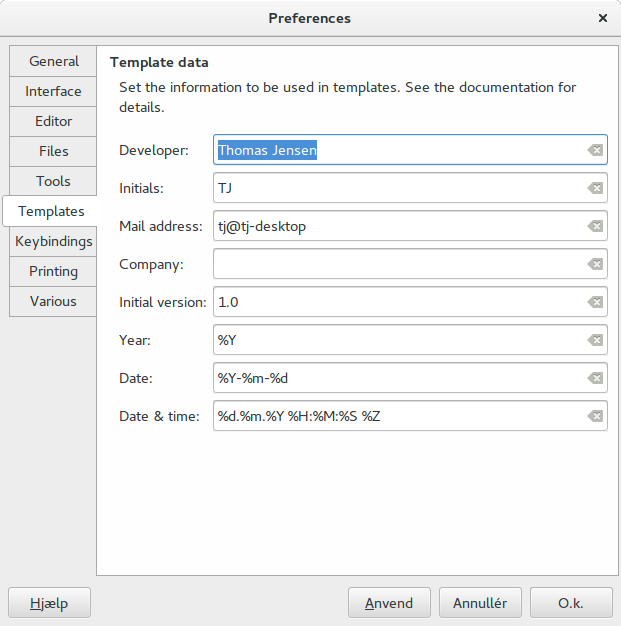 Preferences
General
Interface
Editor
Files
Tools
Templates
Keybindings
Printing
Various
Template data
Set the information to be used in templates. See the documentation for
details.
Developer: Thomas Jensen
Initials: TJ
Mail address: tj@tj-desktop
Company:
Initial version: 1.0
Year: %Y
Date: %Y-%m-%d
Date & time: %d.%m.%Y %H:%M:%S %Z
Hjælp Anvend Annullér O.k.